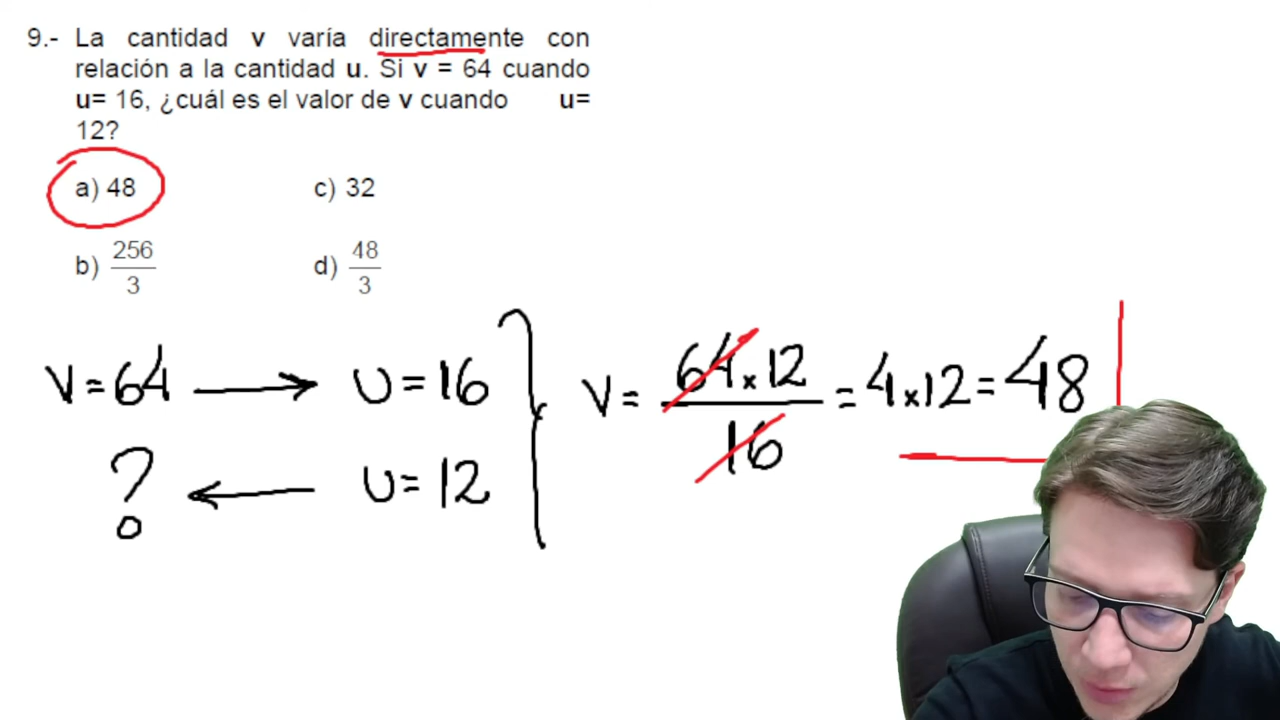 9.- La cantidad v varía directamente con
relación a la cantidad u. Si v = 64 cuando
u= 16, ¿cuál es el valor de v cuando u=
12?
a) 48 c) 32
b) 256/3 d) 48/3
V = 64 → U = 16
? ← U = 12
V = 64 x 12 / 16 = 4 x 12 = 48